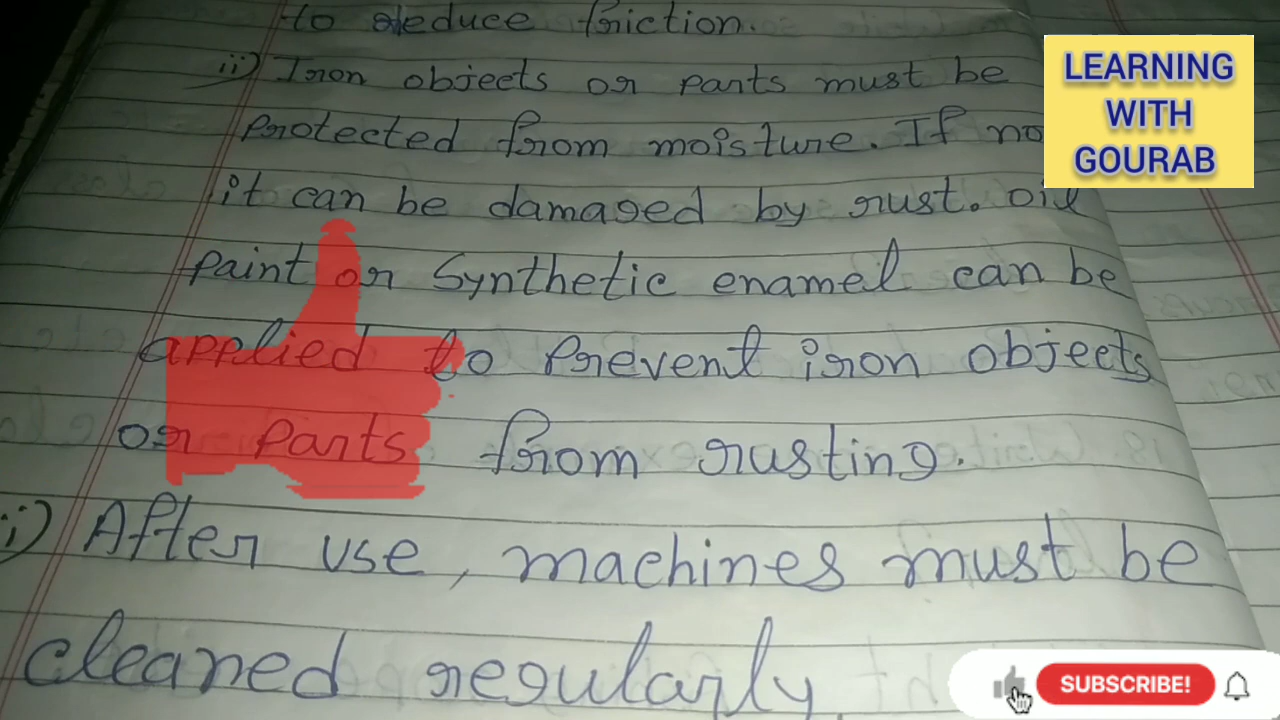 to reduce friction.
ii) Iron objects or parts must be
protected from moisture. If no
it can be damaged by rust. oil
paint or synthetic enamel can be
applied to prevent iron objects
or parts from rusting.
i) After use, machines must be
cleaned regularly
LEARNING
WITH
GOURAB
SUBSCRIBE!